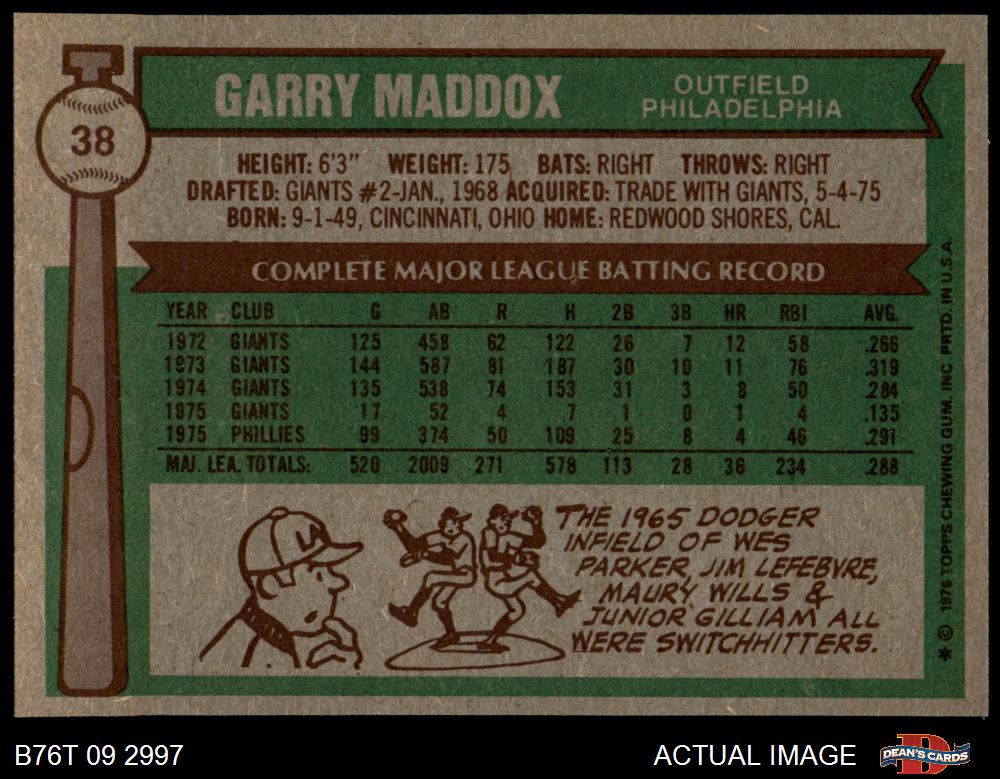 GARRY MADDOX
OUTFIELD
PHILADELPHIA
38
HEIGHT: 6'3" WEIGHT: 175 BATS: RIGHT THROWS: RIGHT
DRAFTED: GIANTS #2-JAN., 1968 ACQUIRED: TRADE WITH GIANTS, 5-4-75
BORN: 9-1-49, CINCINNATI, OHIO HOME: REDWOOD SHORES, CAL.
COMPLETE MAJOR LEAGUE BATTING RECORD
YEAR CLUB G AB R H 2B 3B HR RBI AVG.
1972 GIANTS 125 458 62 122 26 7 12 58 .266
1973 GIANTS 144 587 81 187 30 10 11 76 .319
1974 GIANTS 135 538 74 153 31 3 8 50 .284
1975 GIANTS 17 52 4 7 1 0 1 4 .135
1975 PHILLIES 99 374 50 109 25 8 4 46 .291
MAJ. LEA. TOTALS: 520 2009 271 578 113 28 36 234 .288
THE 1965 DODGER
INFIELD OF WES
PARKER, JIM LEFEBVRE,
MAURY WILLS &
JUNIOR GILLIAM ALL
WERE SWITCHHITTERS.
* © 1976 TOPPS CHEWING GUM, INC PRTD. IN U.S.A.
B76T 09 2997
ACTUAL IMAGE
DEAN'S CARDS